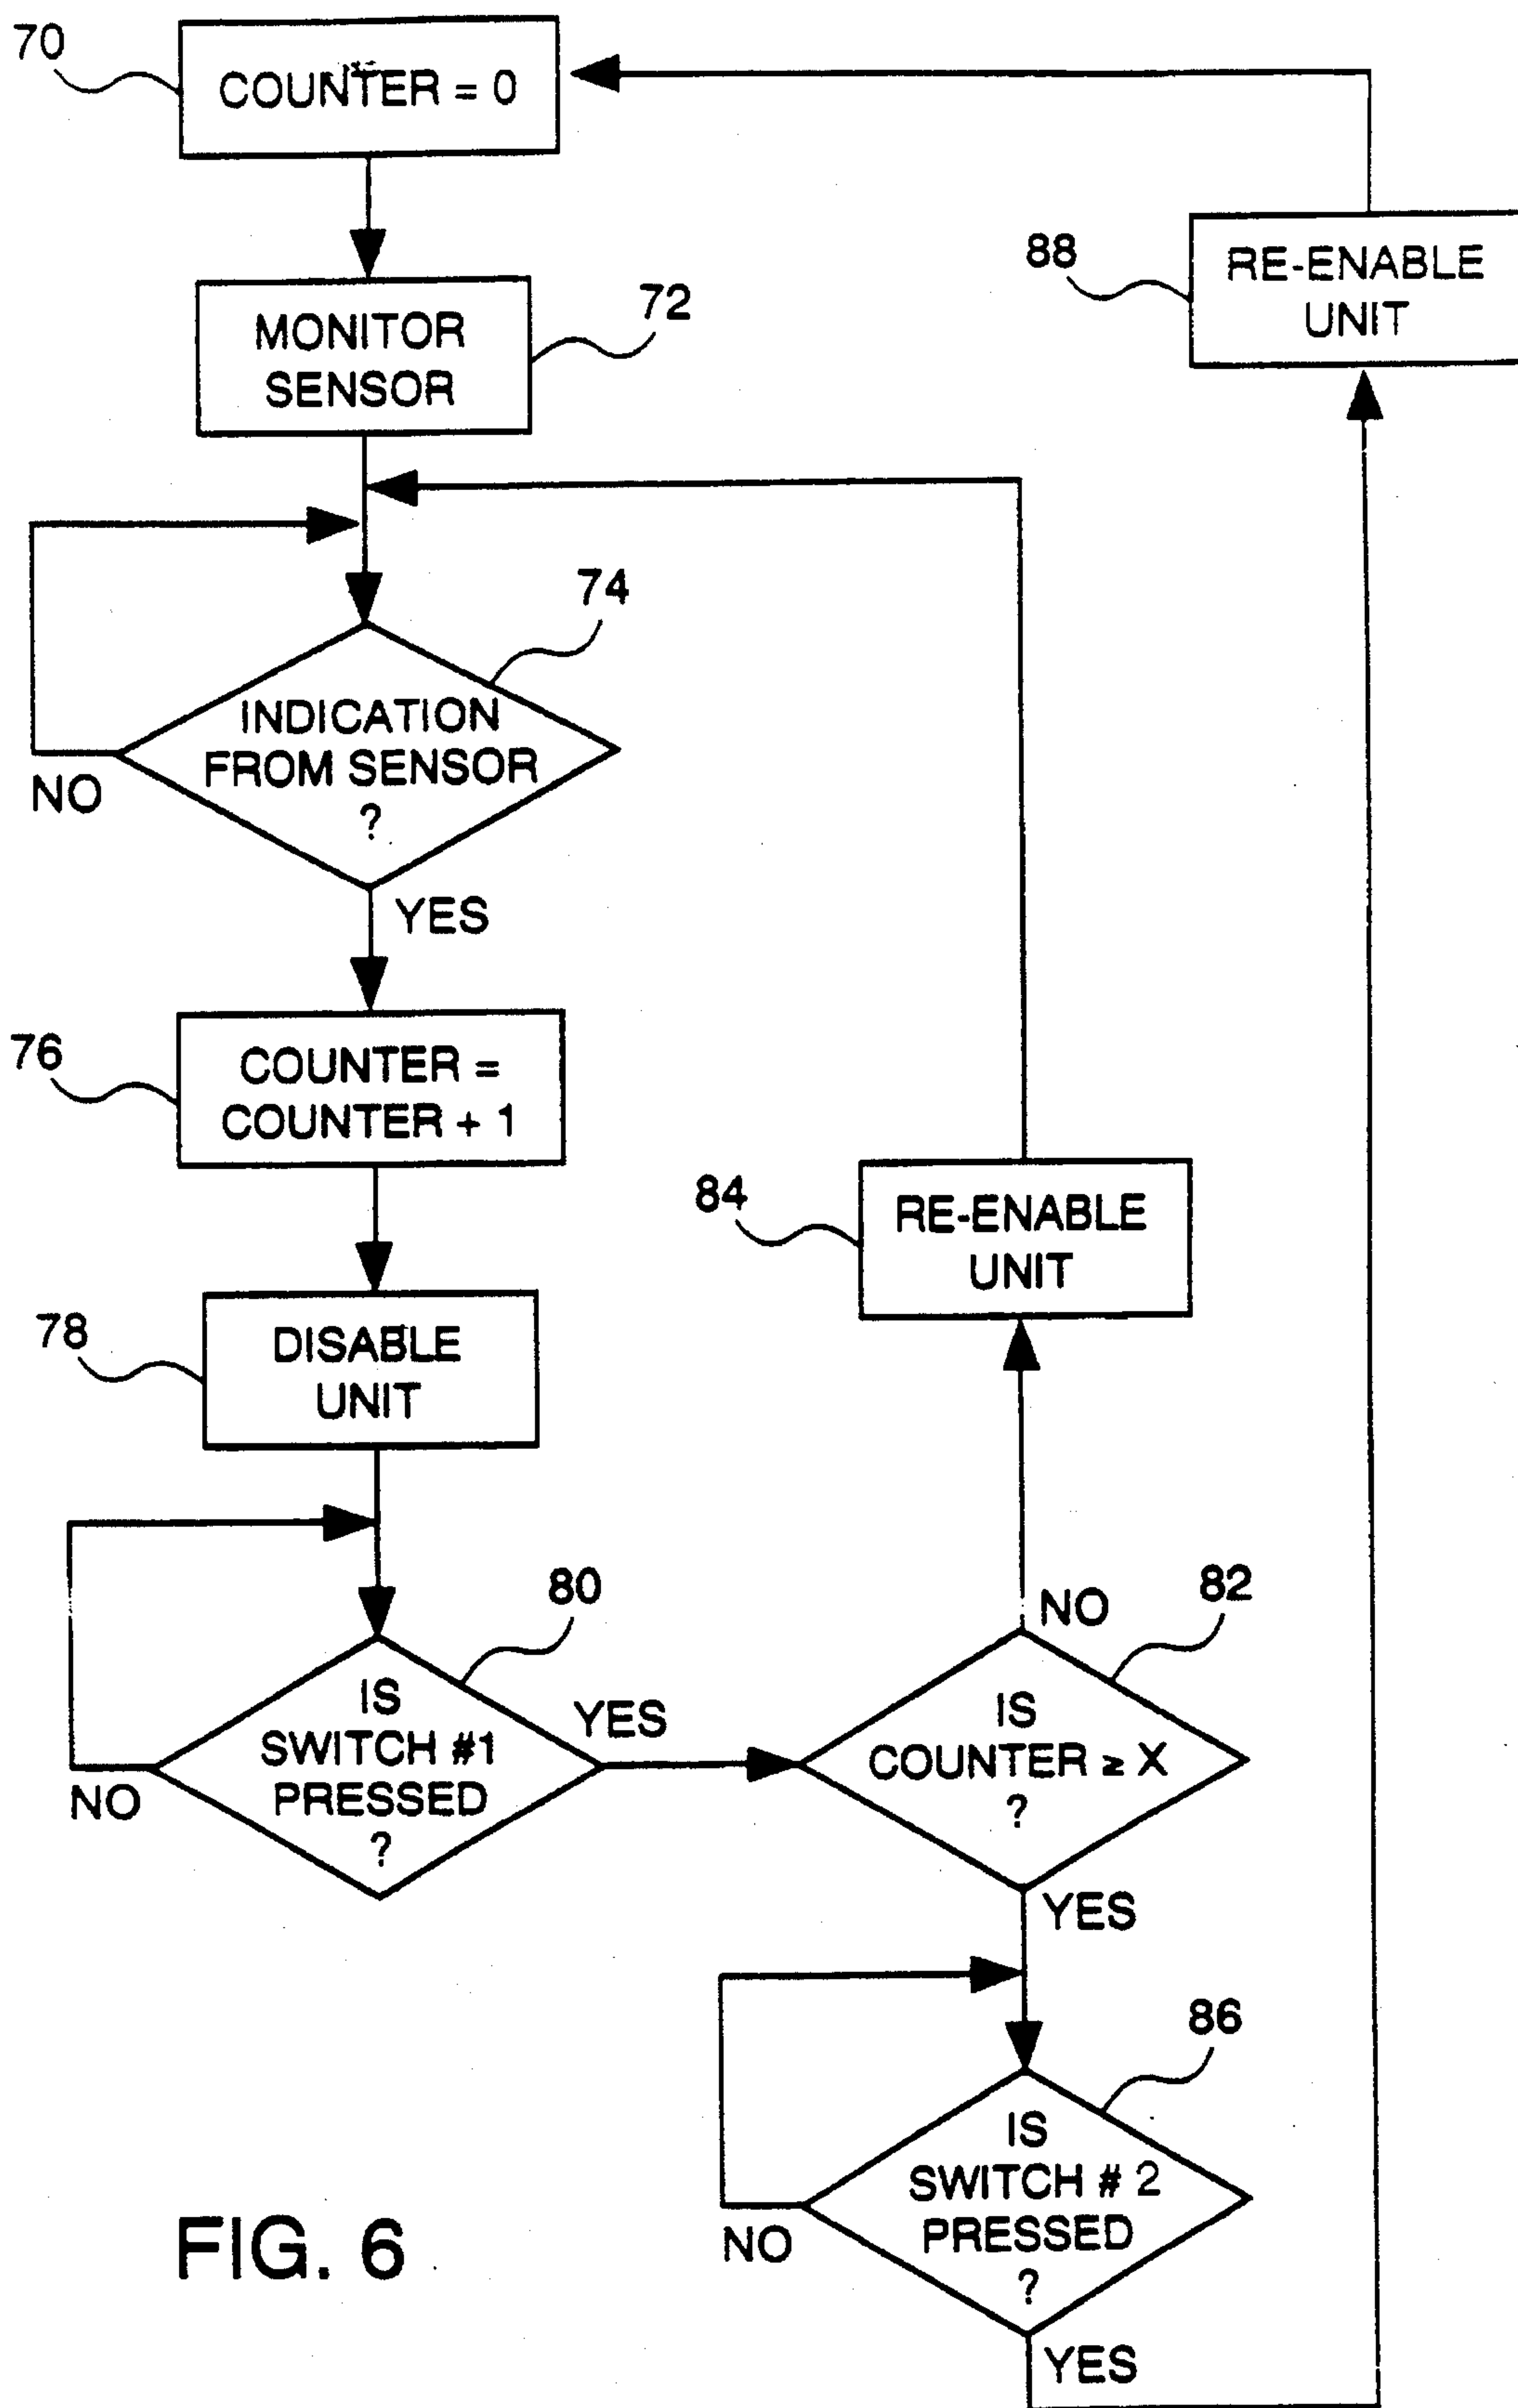 70
COUNTER = 0
88
RE-ENABLE
UNIT
72
MONITOR
SENSOR
74
INDICATION
FROM SENSOR
?
NO
YES
76
COUNTER =
COUNTER + 1
84
RE-ENABLE
UNIT
78
DISABLE
UNIT
80
IS
SWITCH #1
PRESSED
?
NO
YES
82
NO
IS
COUNTER ≥ X
?
YES
86
IS
SWITCH # 2
PRESSED
?
NO
YES
FIG. 6